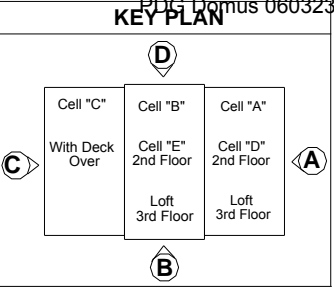 PDG Domus 060323
KEY PLAN
D
Cell "C"
With Deck
Over
Cell "B"
Cell "E"
2nd Floor
Loft
3rd Floor
Cell "A"
Cell "D"
2nd Floor
Loft
3rd Floor
C
A
B